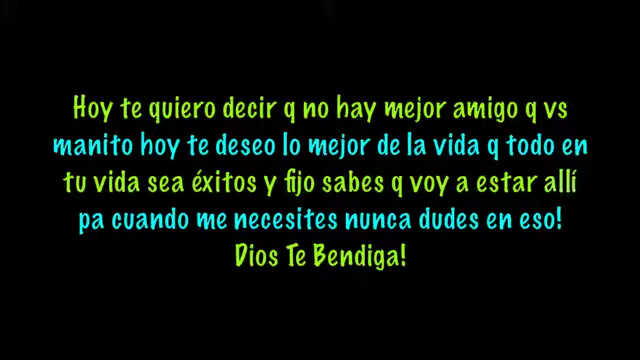 Hoy te quiero decir q no hay mejor amigo q vs
manito hoy te deseo lo mejor de la vida q todo en
tu vida sea éxitos y fijo sabes q voy a estar allí
pa cuando me necesites nunca dudes en eso!
Dios Te Bendiga!